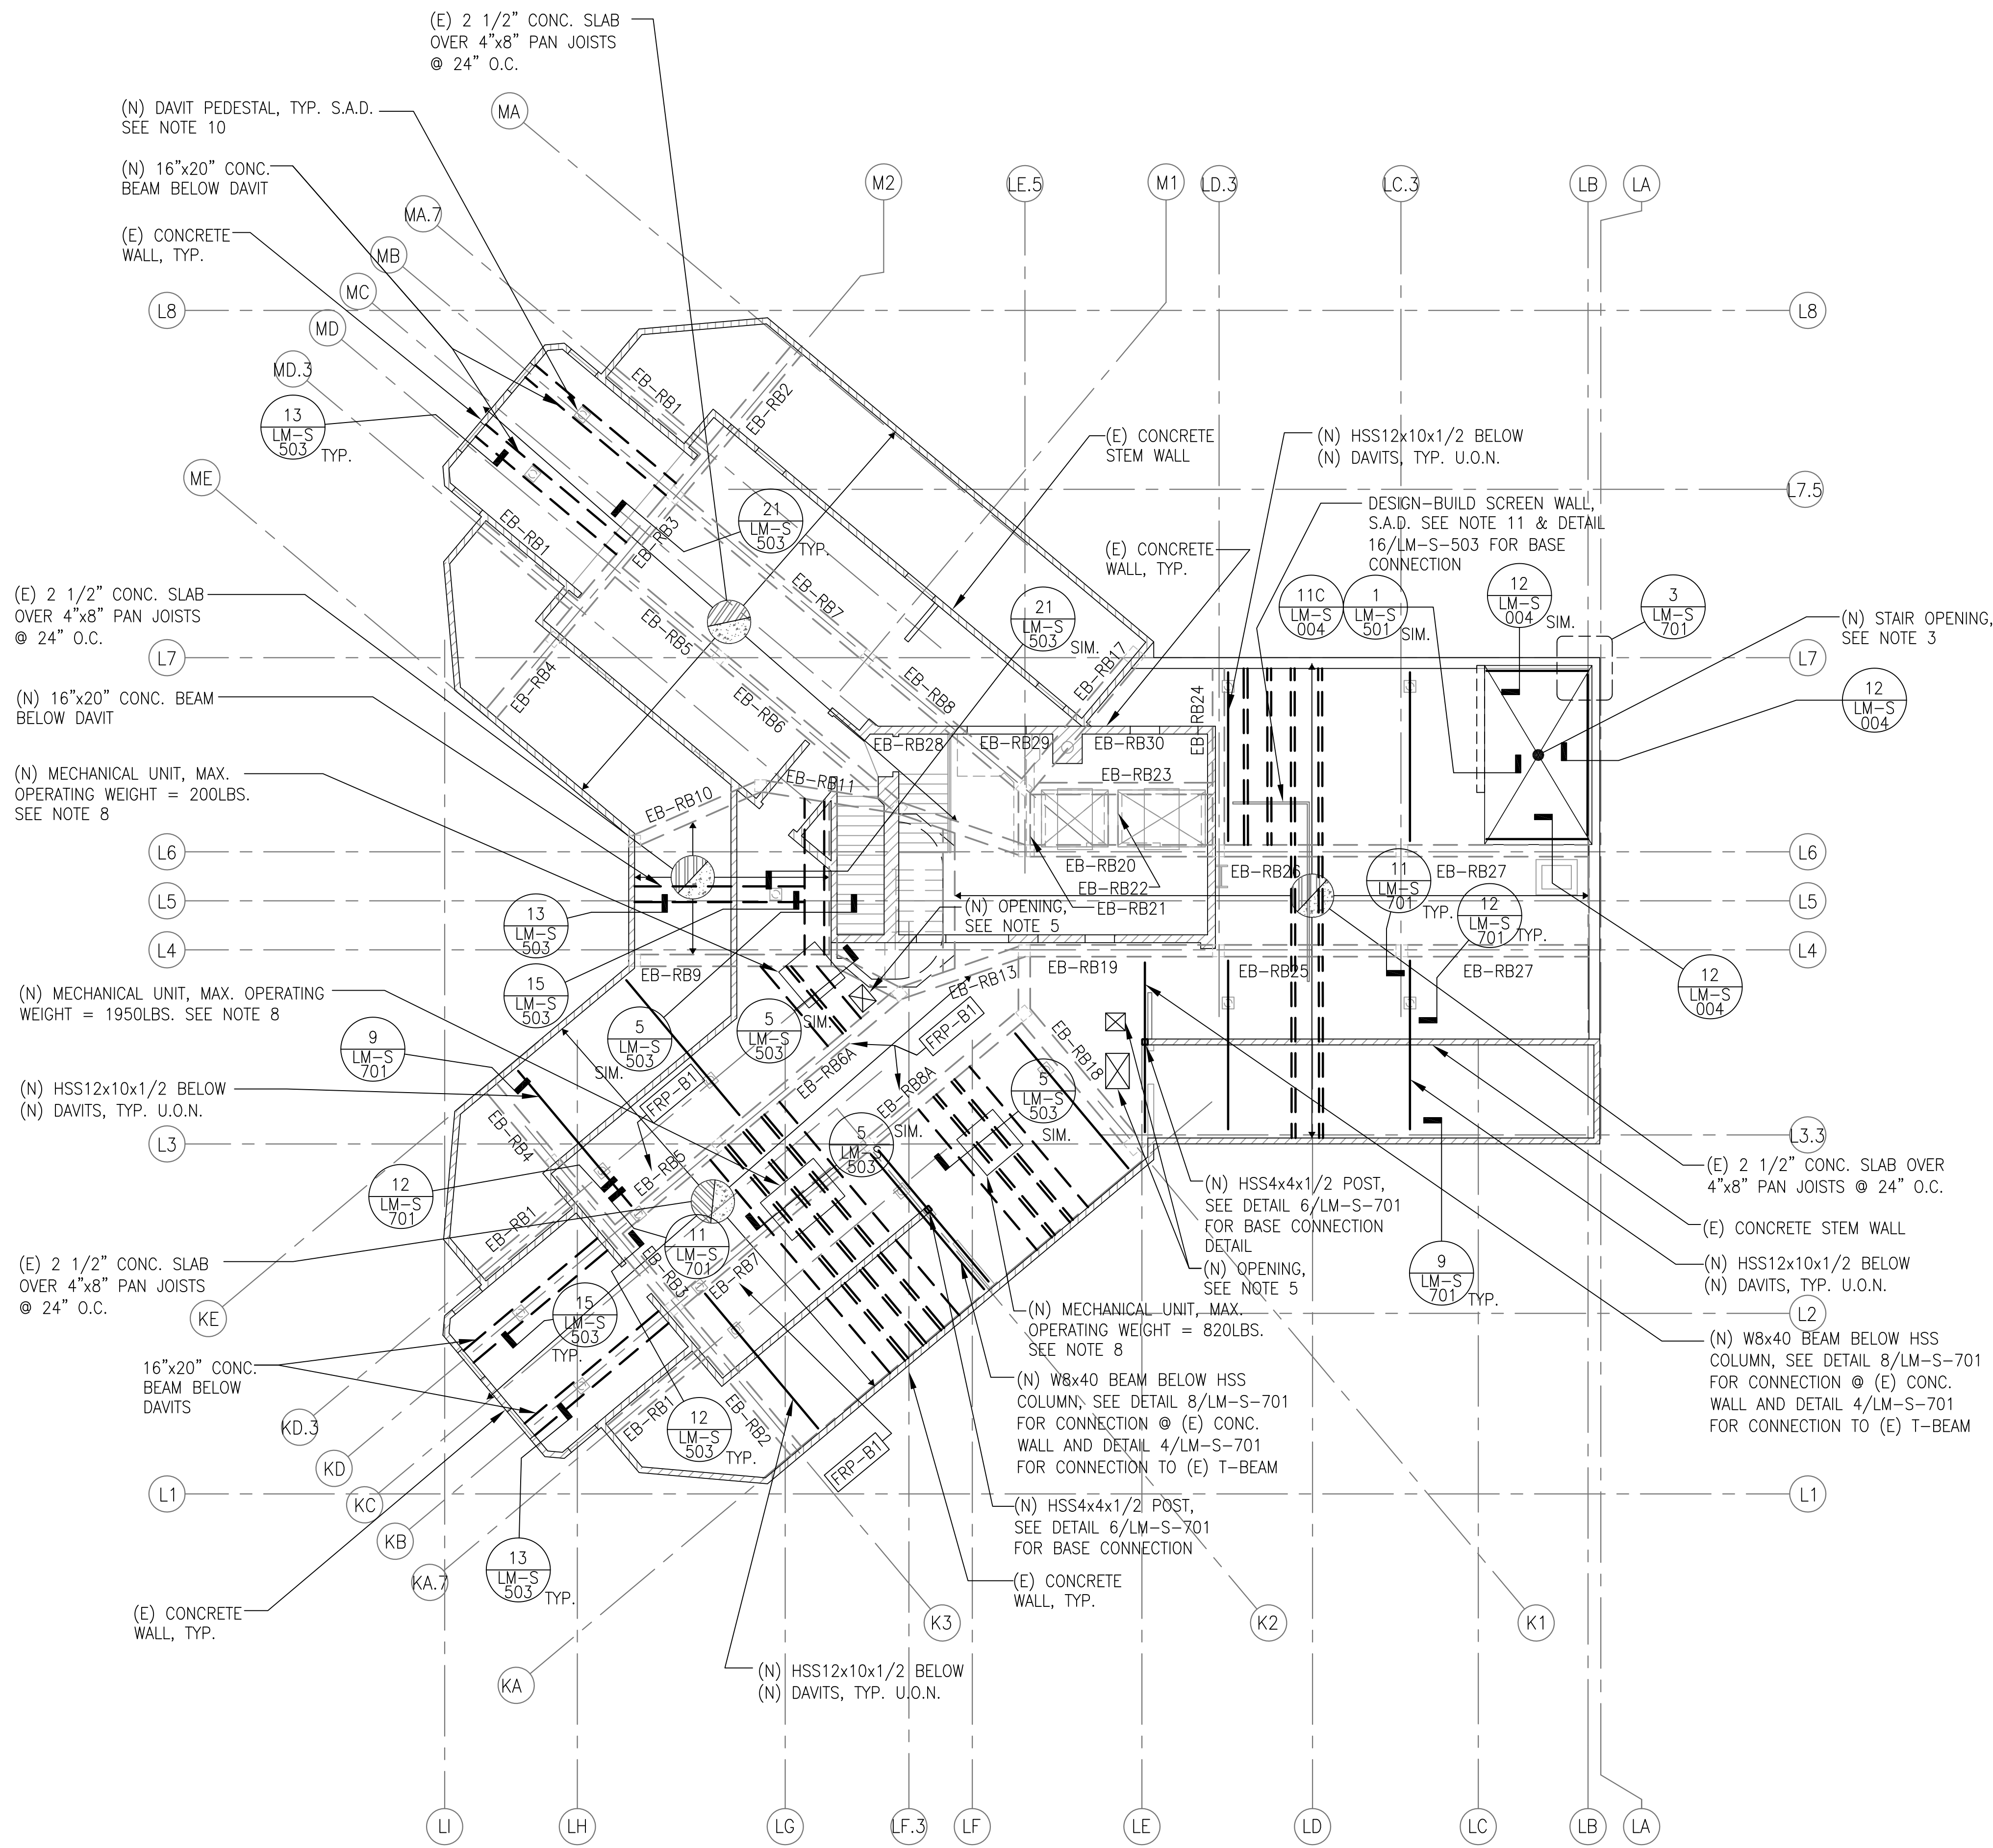 (E) 2 1/2" CONC. SLAB
OVER 4"x8" PAN JOISTS
@ 24" O.C.
(N) DAVIT PEDESTAL, TYP. S.A.D.
SEE NOTE 10
(N) 16"x20" CONC.
BEAM BELOW DAVIT
(E) CONCRETE
WALL, TYP.
MA
MA.7
MB
MC
MD
MD.3
ME
M2
LE.5
M1
LD.3
LC.3
LB
LA
L8
L8
13
LM-S
503
TYP.
EB-RB1
EB-RB2
EB-RB3
EB-RB1
EB-RB4
EB-RB5
EB-RB6
EB-RB7
EB-RB8
EB-RB17
21
LM-S
503
TYP.
(E) CONCRETE
STEM WALL
(N) HSS12x10x1/2 BELOW
(N) DAVITS, TYP. U.O.N.
L7.5
DESIGN-BUILD SCREEN WALL,
S.A.D. SEE NOTE 11 & DETAIL
16/LM-S-503 FOR BASE
CONNECTION
(E) CONCRETE
WALL, TYP.
21
LM-S
503
SIM.
11C
LM-S
004
1
LM-S
501
SIM.
12
LM-S
004
SIM.
3
LM-S
701
(N) STAIR OPENING,
SEE NOTE 3
12
LM-S
004
(E) 2 1/2" CONC. SLAB
OVER 4"x8" PAN JOISTS
@ 24" O.C.
L7
L7
(N) 16"x20" CONC. BEAM
BELOW DAVIT
(N) MECHANICAL UNIT, MAX.
OPERATING WEIGHT = 200LBS.
SEE NOTE 8
EB-RB10
EB-RB11
EB-RB28
EB-RB29
EB-RB30
EB-RB24
EB-RB23
L6
L6
EB-RB20
EB-RB22
EB-RB21
EB-RB26
EB-RB27
11
LM-S
701
TYP.
12
LM-S
701
TYP.
L5
L5
(N) OPENING,
SEE NOTE 5
13
LM-S
503
L4
L4
EB-RB9
EB-RB13
EB-RB19
EB-RB25
EB-RB27
15
LM-S
503
12
LM-S
004
(N) MECHANICAL UNIT, MAX. OPERATING
WEIGHT = 1950LBS. SEE NOTE 8
5
LM-S
503
5
LM-S
503
SIM.
FRP-B1
9
LM-S
701
SIM.
FRP-B1
EB-RB6A
EB-RB8A
EB-RB18
5
LM-S
503
SIM.
5
LM-S
503
SIM.
(N) HSS12x10x1/2 BELOW
(N) DAVITS, TYP. U.O.N.
L3
L3.3
EB-RB4
EB-RB6
12
LM-S
701
11
LM-S
701
EB-RB1
EB-RB3
EB-RB7
(E) 2 1/2" CONC. SLAB
OVER 4"x8" PAN JOISTS
@ 24" O.C.
(N) HSS4x4x1/2 POST,
SEE DETAIL 6/LM-S-701
FOR BASE CONNECTION
DETAIL
(N) OPENING,
SEE NOTE 5
9
LM-S
701
TYP.
(E) 2 1/2" CONC. SLAB OVER
4"x8" PAN JOISTS @ 24" O.C.
(E) CONCRETE STEM WALL
(N) HSS12x10x1/2 BELOW
(N) DAVITS, TYP. U.O.N.
L2
(N) W8x40 BEAM BELOW HSS
COLUMN, SEE DETAIL 8/LM-S-701
FOR CONNECTION @ (E) CONC.
WALL AND DETAIL 4/LM-S-701
FOR CONNECTION TO (E) T-BEAM
KE
15
LM-S
503
TYP.
(N) MECHANICAL UNIT, MAX.
OPERATING WEIGHT = 820LBS.
SEE NOTE 8
16"x20" CONC.
BEAM BELOW
DAVITS
KD.3
KD
KC
KB
KA.7
KA
EB-RB1
EB-RB2
12
LM-S
503
TYP.
FRP-B1
(N) W8x40 BEAM BELOW HSS
COLUMN, SEE DETAIL 8/LM-S-701
FOR CONNECTION @ (E) CONC.
WALL AND DETAIL 4/LM-S-701
FOR CONNECTION TO (E) T-BEAM
L1
L1
(N) HSS4x4x1/2 POST,
SEE DETAIL 6/LM-S-701
FOR BASE CONNECTION
13
LM-S
503
TYP.
(E) CONCRETE
WALL, TYP.
(E) CONCRETE
WALL, TYP.
K3
K2
K1
(N) HSS12x10x1/2 BELOW
(N) DAVITS, TYP. U.O.N.
LI
LH
LG
LF.3
LF
LE
LD
LC
LB
LA